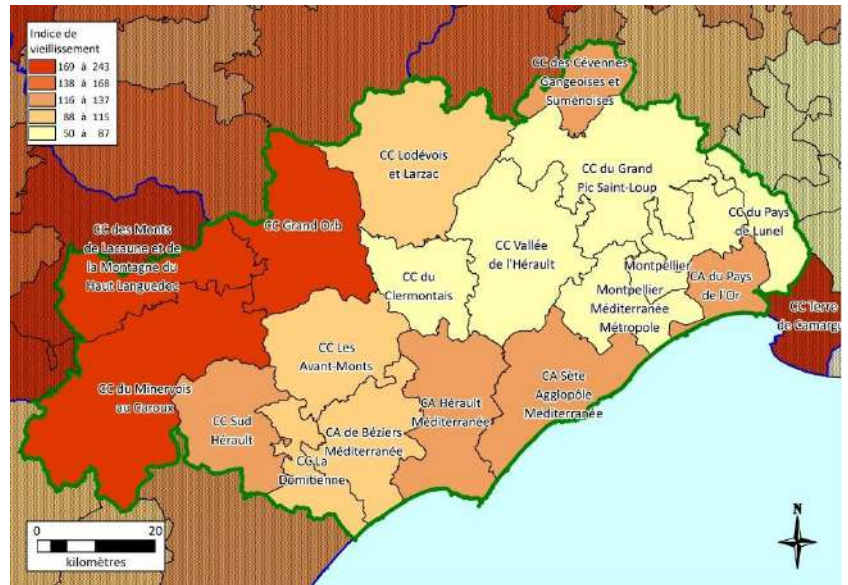 Indice de
vieillissement
169 à 243
138 à 168
116 à 137
88 à 115
50 à 87
CC des Cévennes
Gangeoises et
Suménoises
CC Lodévois
et Larzac
CC du Grand
Pic Saint-Loup
CC Grand Orb
CC du Pays
de Lunel
CC des Monts
de Lacaune et de
la Montagne du
Haut Languedoc
CC Vallée
de l'Hérault
CC du
Clermontais
Montpellier
CA du Pays
de l'Or
Montpellier
Méditerranée
Métropole
CC Terre
de Camargu
CC Les
Avant-Monts
CC du Minervois
au Caroux
CA Sète
Agglopôle
Méditerranée
CA Hérault
Méditerranée
CC Sud
Hérault
CA de Béziers
Méditerranée
CC La
Domitienne
0 20
kilomètres
N